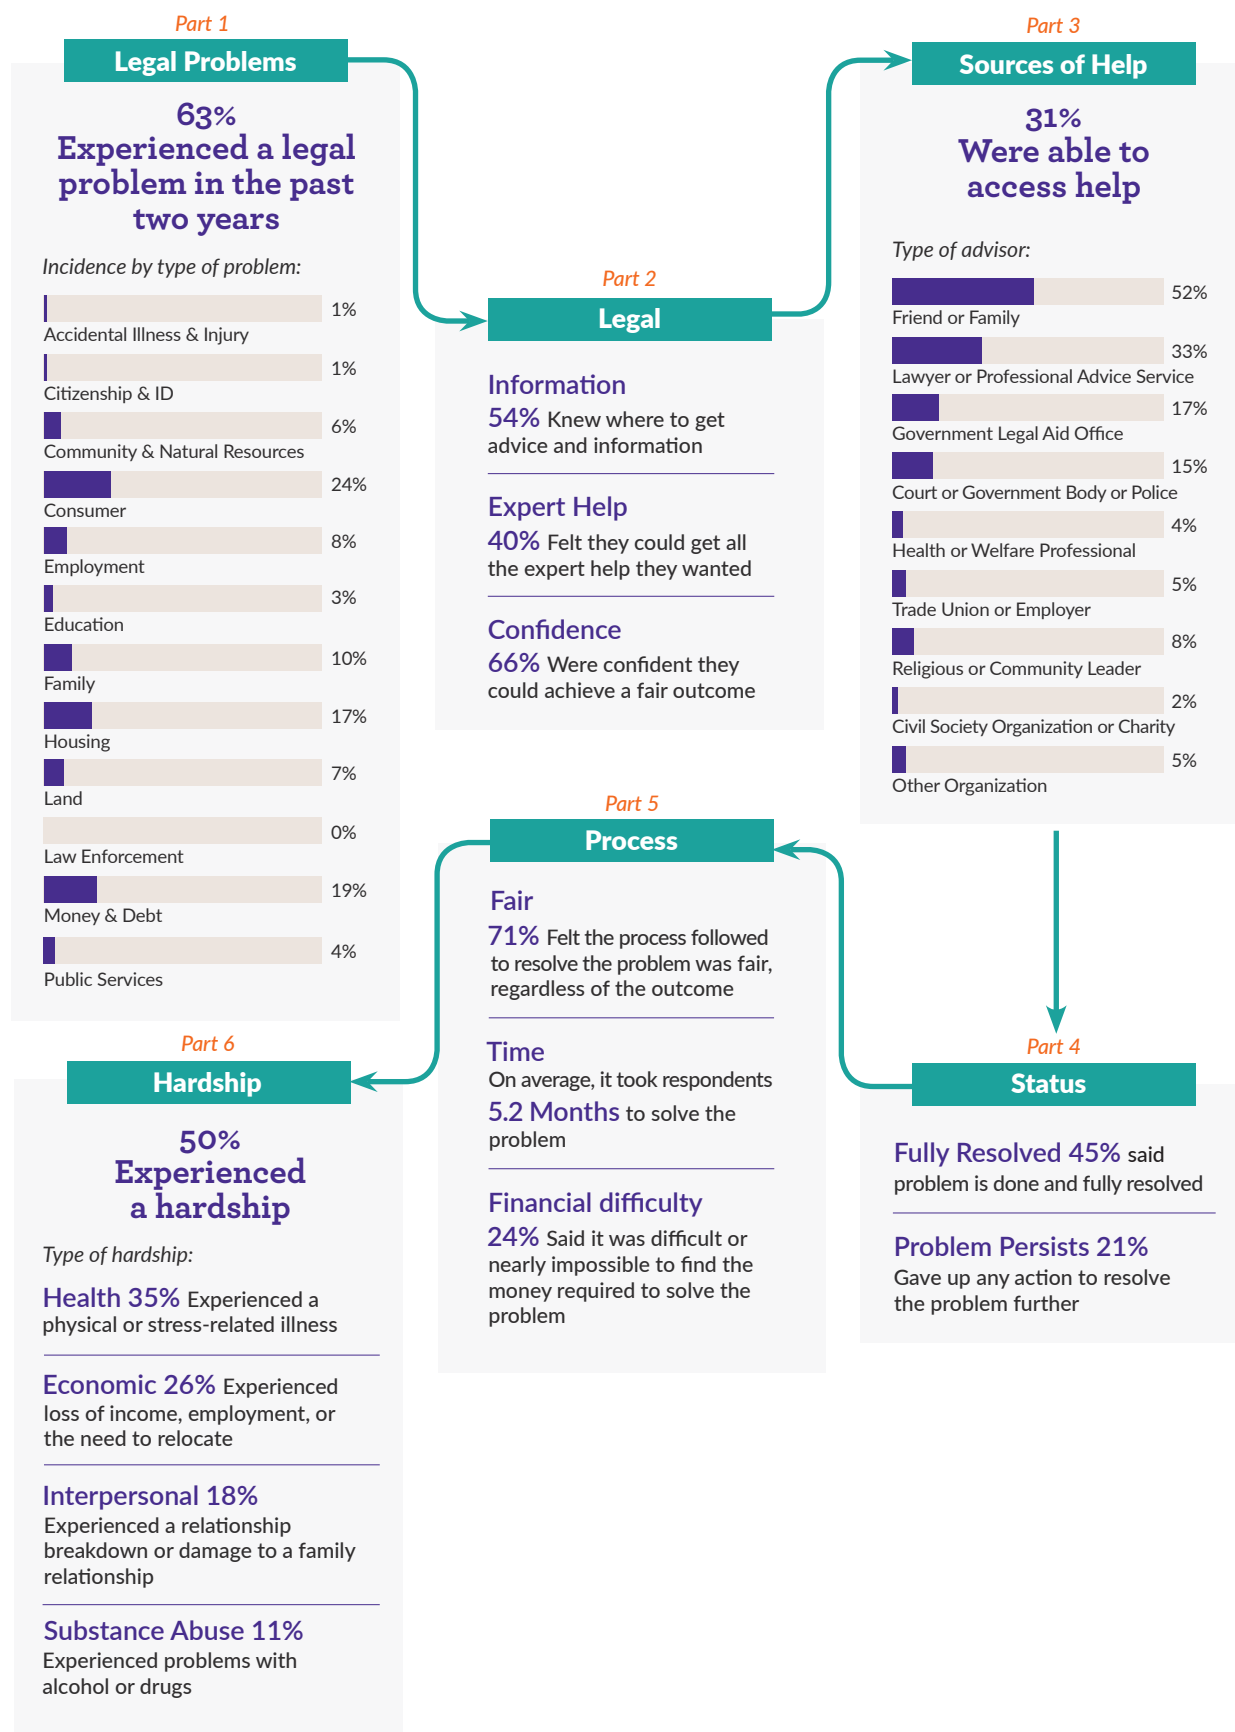 Part 1
Legal Problems
63%
Experienced a legal
problem in the past
two years
Incidence by type of problem:
1%
Accidental Illness & Injury
1%
Citizenship & ID
6%
Community & Natural Resources
24%
Consumer
8%
Employment
3%
Education
10%
Family
17%
Housing
7%
Land
0%
Law Enforcement
19%
Money & Debt
4%
Public Services
Part 2
Legal
Information
54% Knew where to get
advice and information
Expert Help
40% Felt they could get all
the expert help they wanted
Confidence
66% Were confident they
could achieve a fair outcome
Part 3
Sources of Help
31%
Were able to
access help
Type of advisor:
52%
Friend or Family
33%
Lawyer or Professional Advice Service
17%
Government Legal Aid Office
15%
Court or Government Body or Police
4%
Health or Welfare Professional
5%
Trade Union or Employer
8%
Religious or Community Leader
2%
Civil Society Organization or Charity
5%
Other Organization
Part 4
Status
Fully Resolved 45% said
problem is done and fully resolved
Problem Persists 21%
Gave up any action to resolve
the problem further
Part 5
Process
Fair
71% Felt the process followed
to resolve the problem was fair,
regardless of the outcome
Time
On average, it took respondents
5.2 Months to solve the
problem
Financial difficulty
24% Said it was difficult or
nearly impossible to find the
money required to solve the
problem
Part 6
Hardship
50%
Experienced
a hardship
Type of hardship:
Health 35% Experienced a
physical or stress-related illness
Economic 26% Experienced
loss of income, employment, or
the need to relocate
Interpersonal 18%
Experienced a relationship
breakdown or damage to a family
relationship
Substance Abuse 11%
Experienced problems with
alcohol or drugs